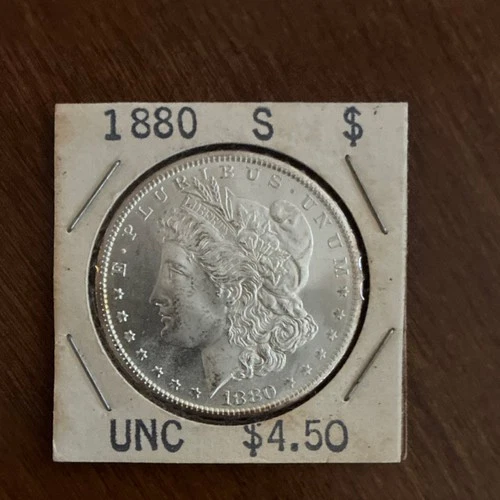 1880 S $
E · PLURIBUS · UNUM
1880
UNC $4.50